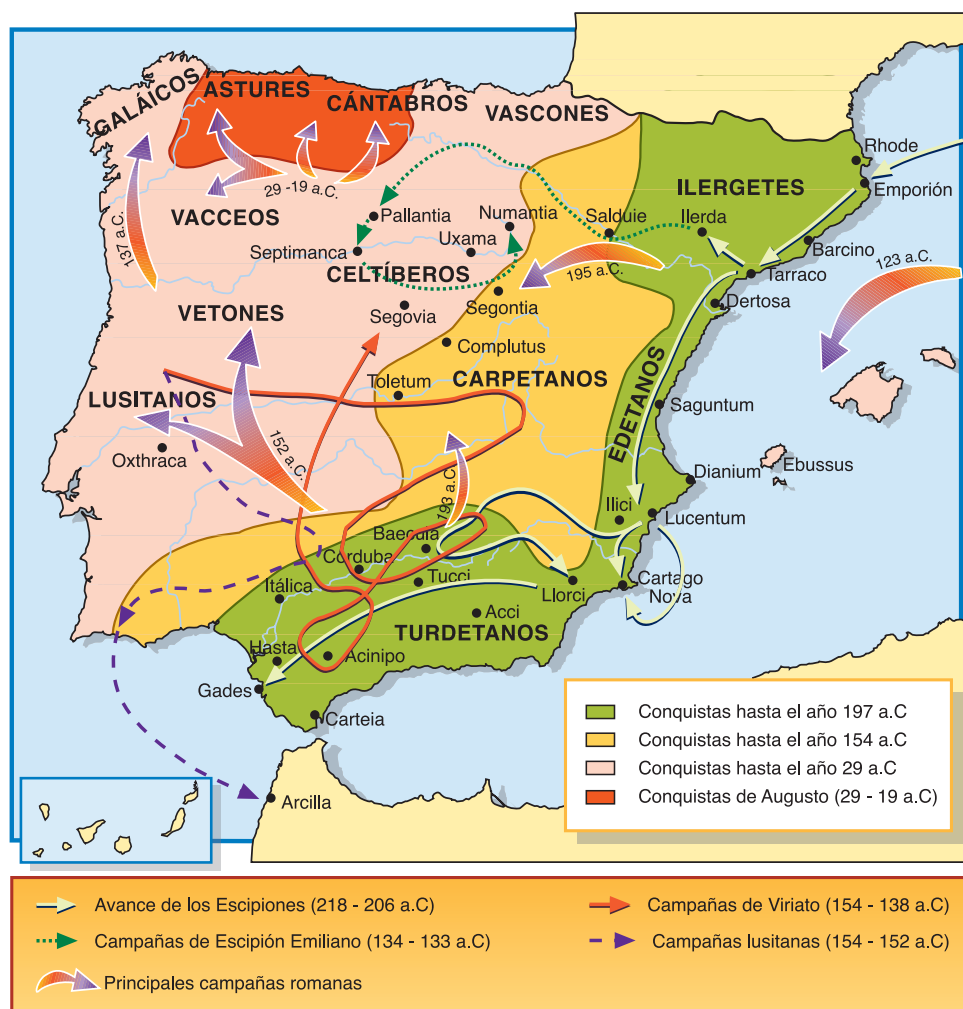 GALÁICOS
ASTURES
CÁNTABROS
VASCONES
Rhode
Emporión
ILERGETES
29 -19 a.C.
VACCEOS
Pallantia
Numantia
Salduie
Ilerda
137 a.C.
Septimanca
Uxama
Barcino
CELTÍBEROS
195 a.C.
Tarraco
123 a.C.
Segontia
Dertosa
VETONES
Segovia
Complutus
CARPETANOS
Toletum
LUSITANOS
EDETANOS
Saguntum
Oxthraca
152 a.C.
193 a.C.
Dianium
Ebussus
Ilici
Lucentum
Baecula
Córduba
Tucci
Llorci
Cartago
Nova
Itálica
Acci
TURDETANOS
Hasta
Acinipo
Gades
Carteia
Arcilla
Conquistas hasta el año 197 a.C
Conquistas hasta el año 154 a.C
Conquistas hasta el año 29 a.C
Conquistas de Augusto (29 - 19 a.C)
Avance de los Escipiones (218 - 206 a.C)
Campañas de Viriato (154 - 138 a.C)
Campañas de Escipión Emiliano (134 - 133 a.C)
Campañas lusitanas (154 - 152 a.C)
Principales campañas romanas